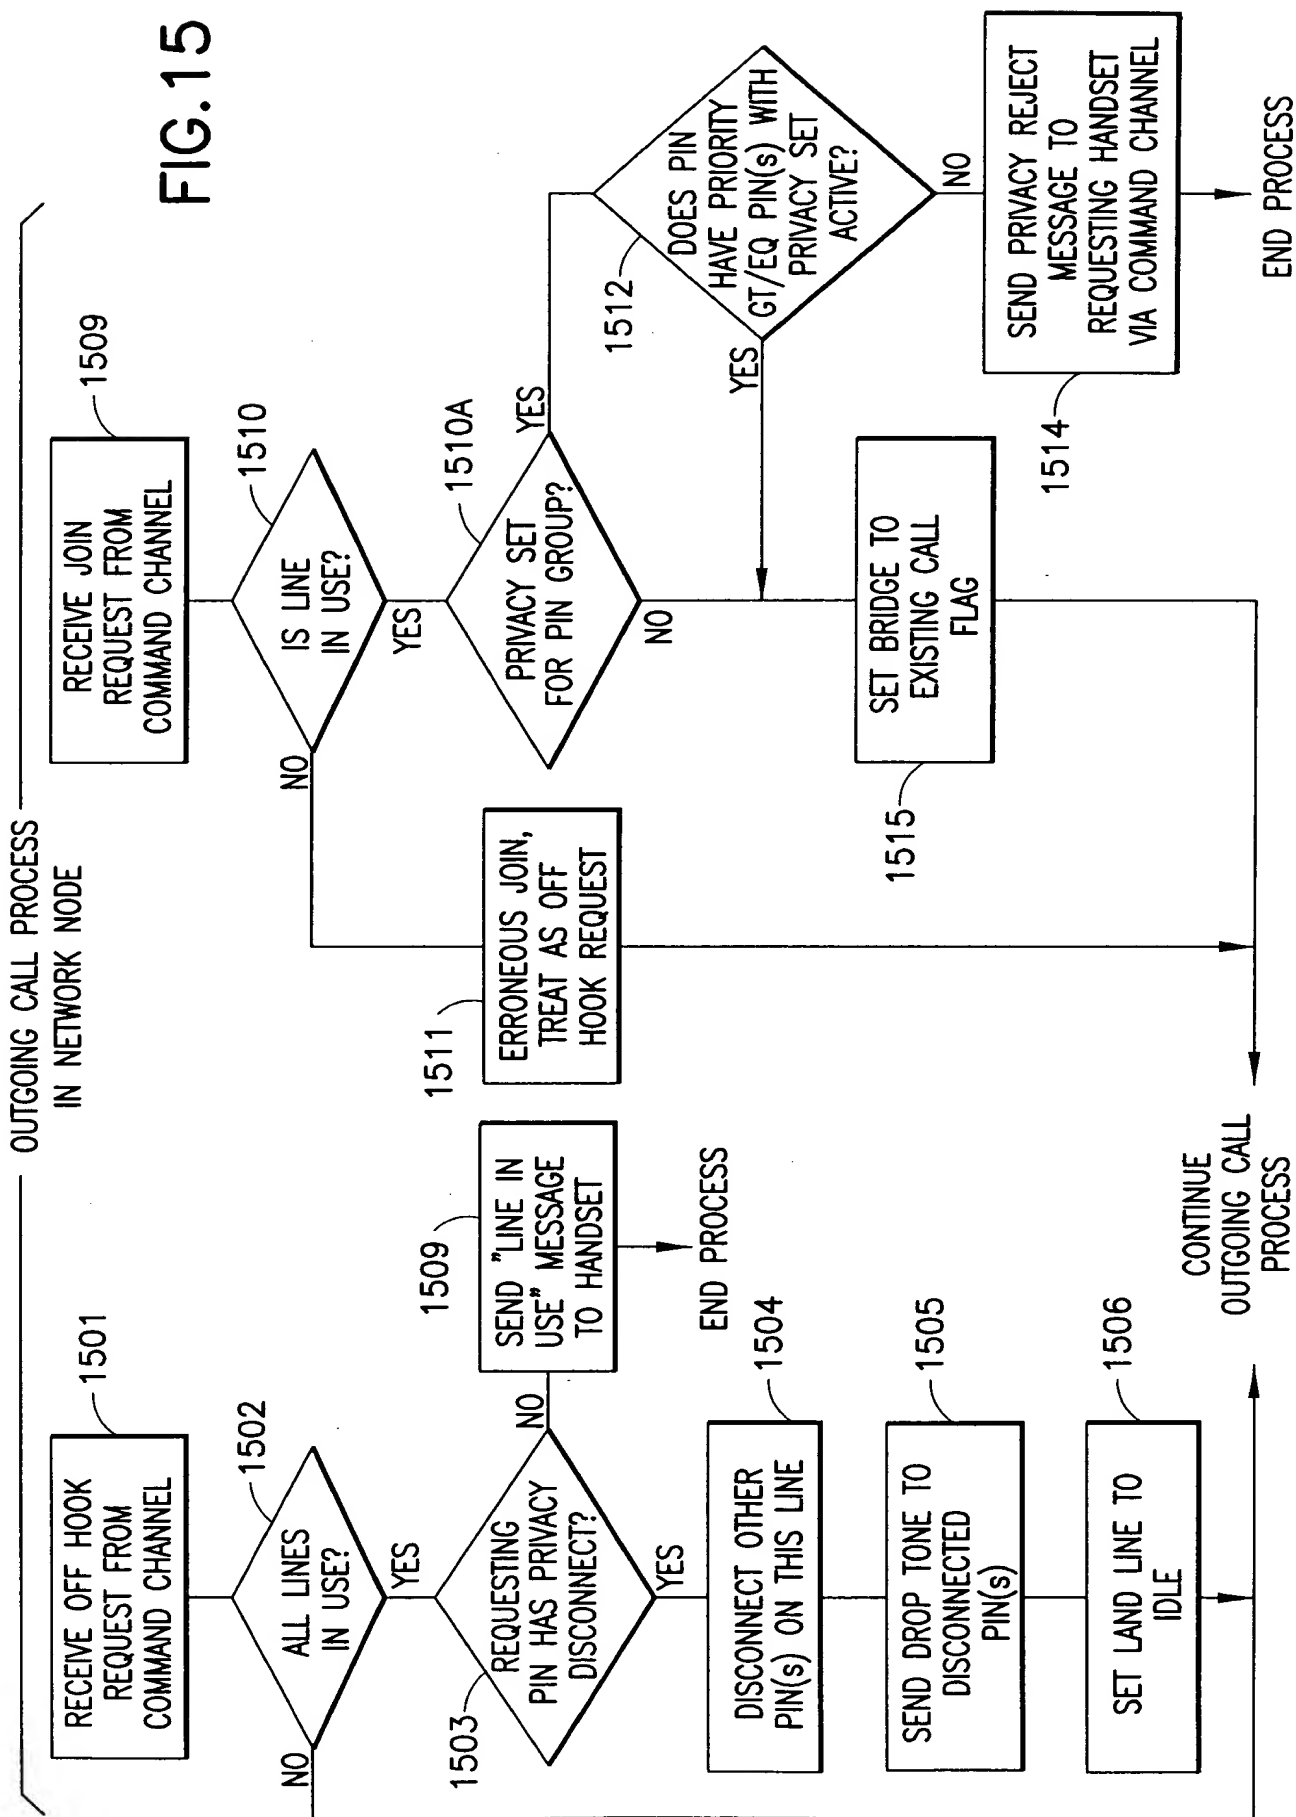 FIG.15
OUTGOING CALL PROCESS
IN NETWORK NODE
1501
RECEIVE OFF HOOK
REQUEST FROM
COMMAND CHANNEL
1502
ALL LINES
IN USE?
NO
YES
1503
REQUESTING
PIN HAS PRIVACY
DISCONNECT?
NO
YES
1509
SEND "LINE IN
USE" MESSAGE
TO HANDSET
END PROCESS
1504
DISCONNECT OTHER
PIN(s) ON THIS LINE
1505
SEND DROP TONE TO
DISCONNECTED
PIN(s)
1506
SET LAND LINE TO
IDLE
CONTINUE
OUTGOING CALL
PROCESS
1509
RECEIVE JOIN
REQUEST FROM
COMMAND CHANNEL
1510
IS LINE
IN USE?
NO
YES
1511
ERRONEOUS JOIN,
TREAT AS OFF
HOOK REQUEST
1510A
PRIVACY SET
FOR PIN GROUP?
YES
NO
1512
DOES PIN
HAVE PRIORITY
GT/EQ PIN(s) WITH
PRIVACY SET
ACTIVE?
YES
NO
1515
SET BRIDGE TO
EXISTING CALL
FLAG
1514
SEND PRIVACY REJECT
MESSAGE TO
REQUESTING HANDSET
VIA COMMAND CHANNEL
END PROCESS